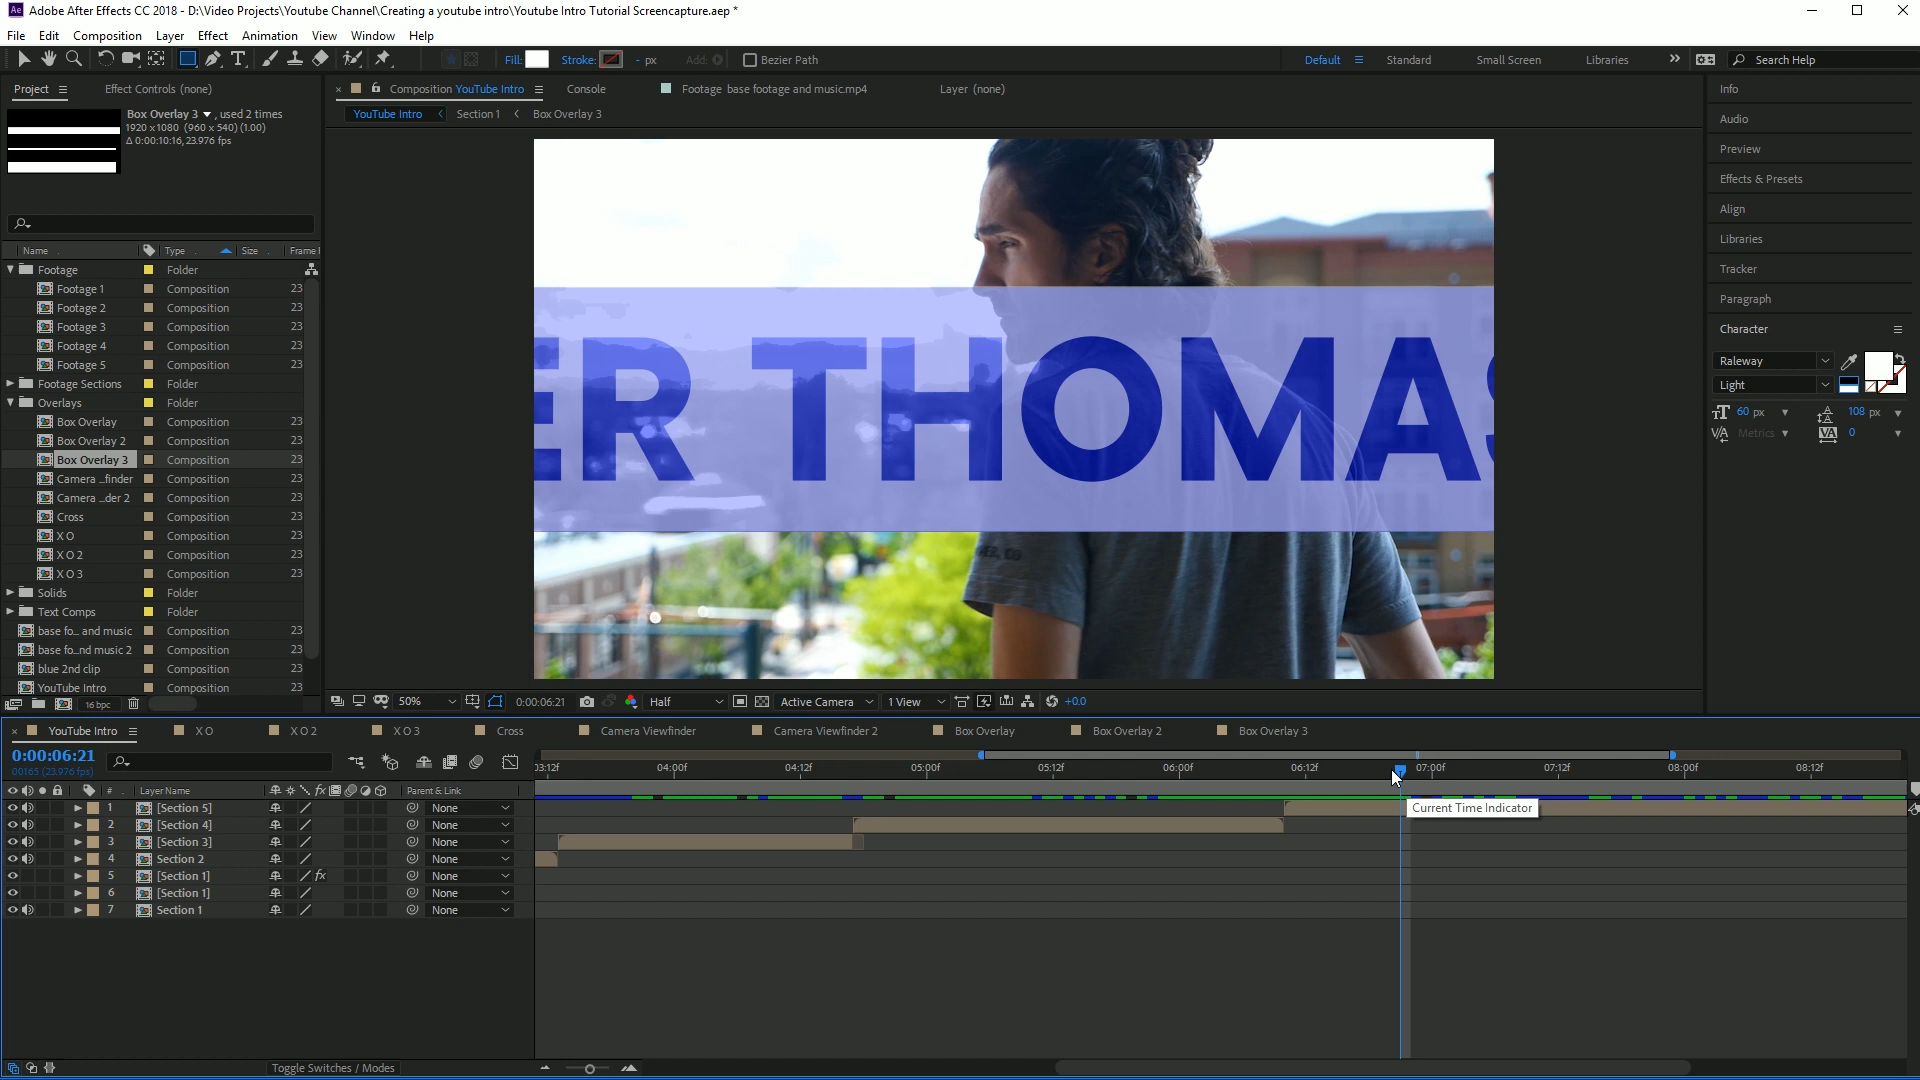 Adobe After Effects CC 2018 - D:\Video Projects\Youtube Channel\Creating a youtube intro\Youtube Intro Tutorial Screencapture.aep *
File Edit Composition Layer Effect Animation View Window Help
Fill: Stroke: - px Add: Bezier Path Default Standard Small Screen Libraries Search Help
Project Effect Controls (none)
Box Overlay 3 , used 2 times
1920 x 1080 (960 x 540) (1.00)
Δ 0:00:10:16, 23.976 fps
Name Type Size Frame
Footage Folder
Footage 1 Composition 23
Footage 2 Composition 23
Footage 3 Composition 23
Footage 4 Composition 23
Footage 5 Composition 23
Footage Sections Folder
Overlays Folder
Box Overlay Composition 23
Box Overlay 2 Composition 23
Box Overlay 3 Composition 23
Camera ...finder Composition 23
Camera ...der 2 Composition 23
Cross Composition 23
X O Composition 23
X O 2 Composition 23
X O 3 Composition 23
Solids Folder
Text Comps Folder
base fo... and music Composition 23
base fo...nd music 2 Composition 23
blue 2nd clip Composition 23
YouTube Intro Composition 23
16 bpc
Composition YouTube Intro Console Footage base footage and music.mp4 Layer (none)
YouTube Intro Section 1 Box Overlay 3
ER THOMAS
50% 0:00:06:21 Half Active Camera 1 View +0.0
Info
Audio
Preview
Effects & Presets
Align
Libraries
Tracker
Paragraph
Character
Raleway
Light
60 px 108 px
Metrics 0
YouTube Intro X O X O 2 X O 3 Cross Camera Viewfinder Camera Viewfinder 2 Box Overlay Box Overlay 2 Box Overlay 3
0:00:06:21
00165 (23.976 fps)
03:12f 04:00f 04:12f 05:00f 05:12f 06:00f 06:12f 07:00f 07:12f 08:00f 08:12f
# Layer Name fx Parent & Link
1 [Section 5] None
2 [Section 4] None
3 [Section 3] None
4 Section 2 None
5 [Section 1] fx None
6 [Section 1] None
7 Section 1 None
Current Time Indicator
Toggle Switches / Modes